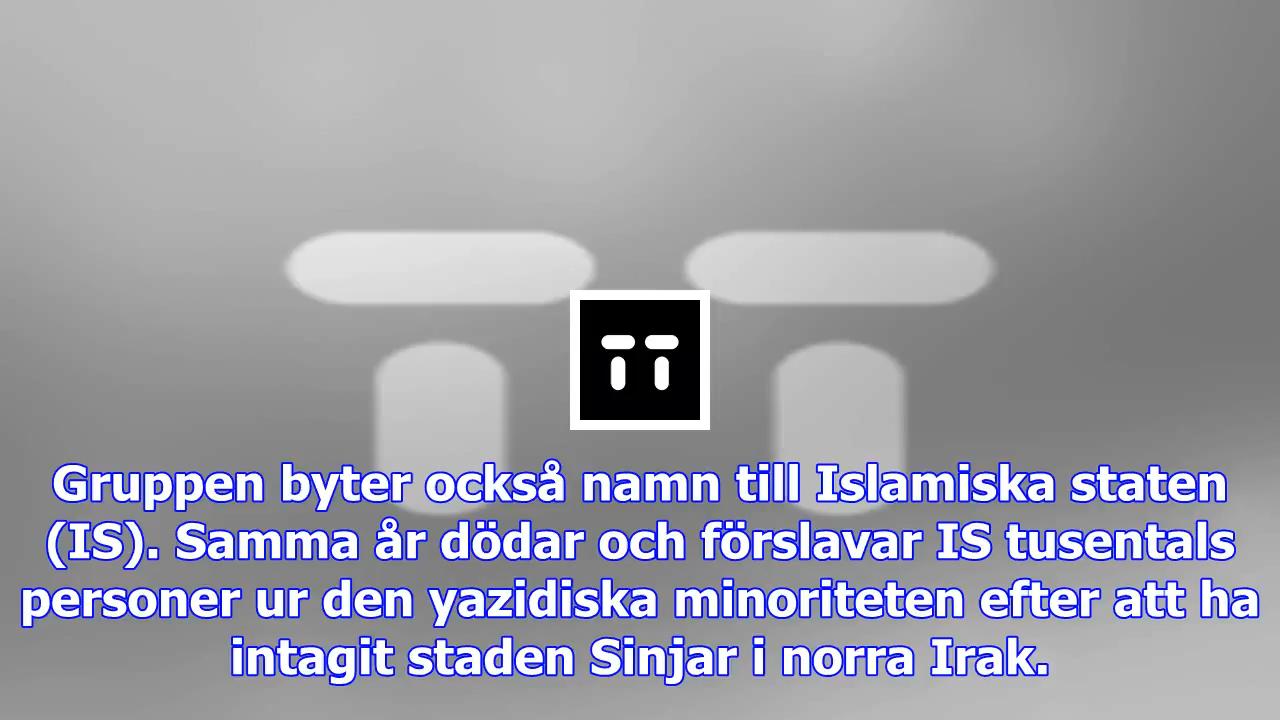 TT
Gruppen byter också namn till Islamiska staten
(IS). Samma år dödar och förslavar IS tusentals
personer ur den yazidiska minoriteten efter att ha
intagit staden Sinjar i norra Irak.